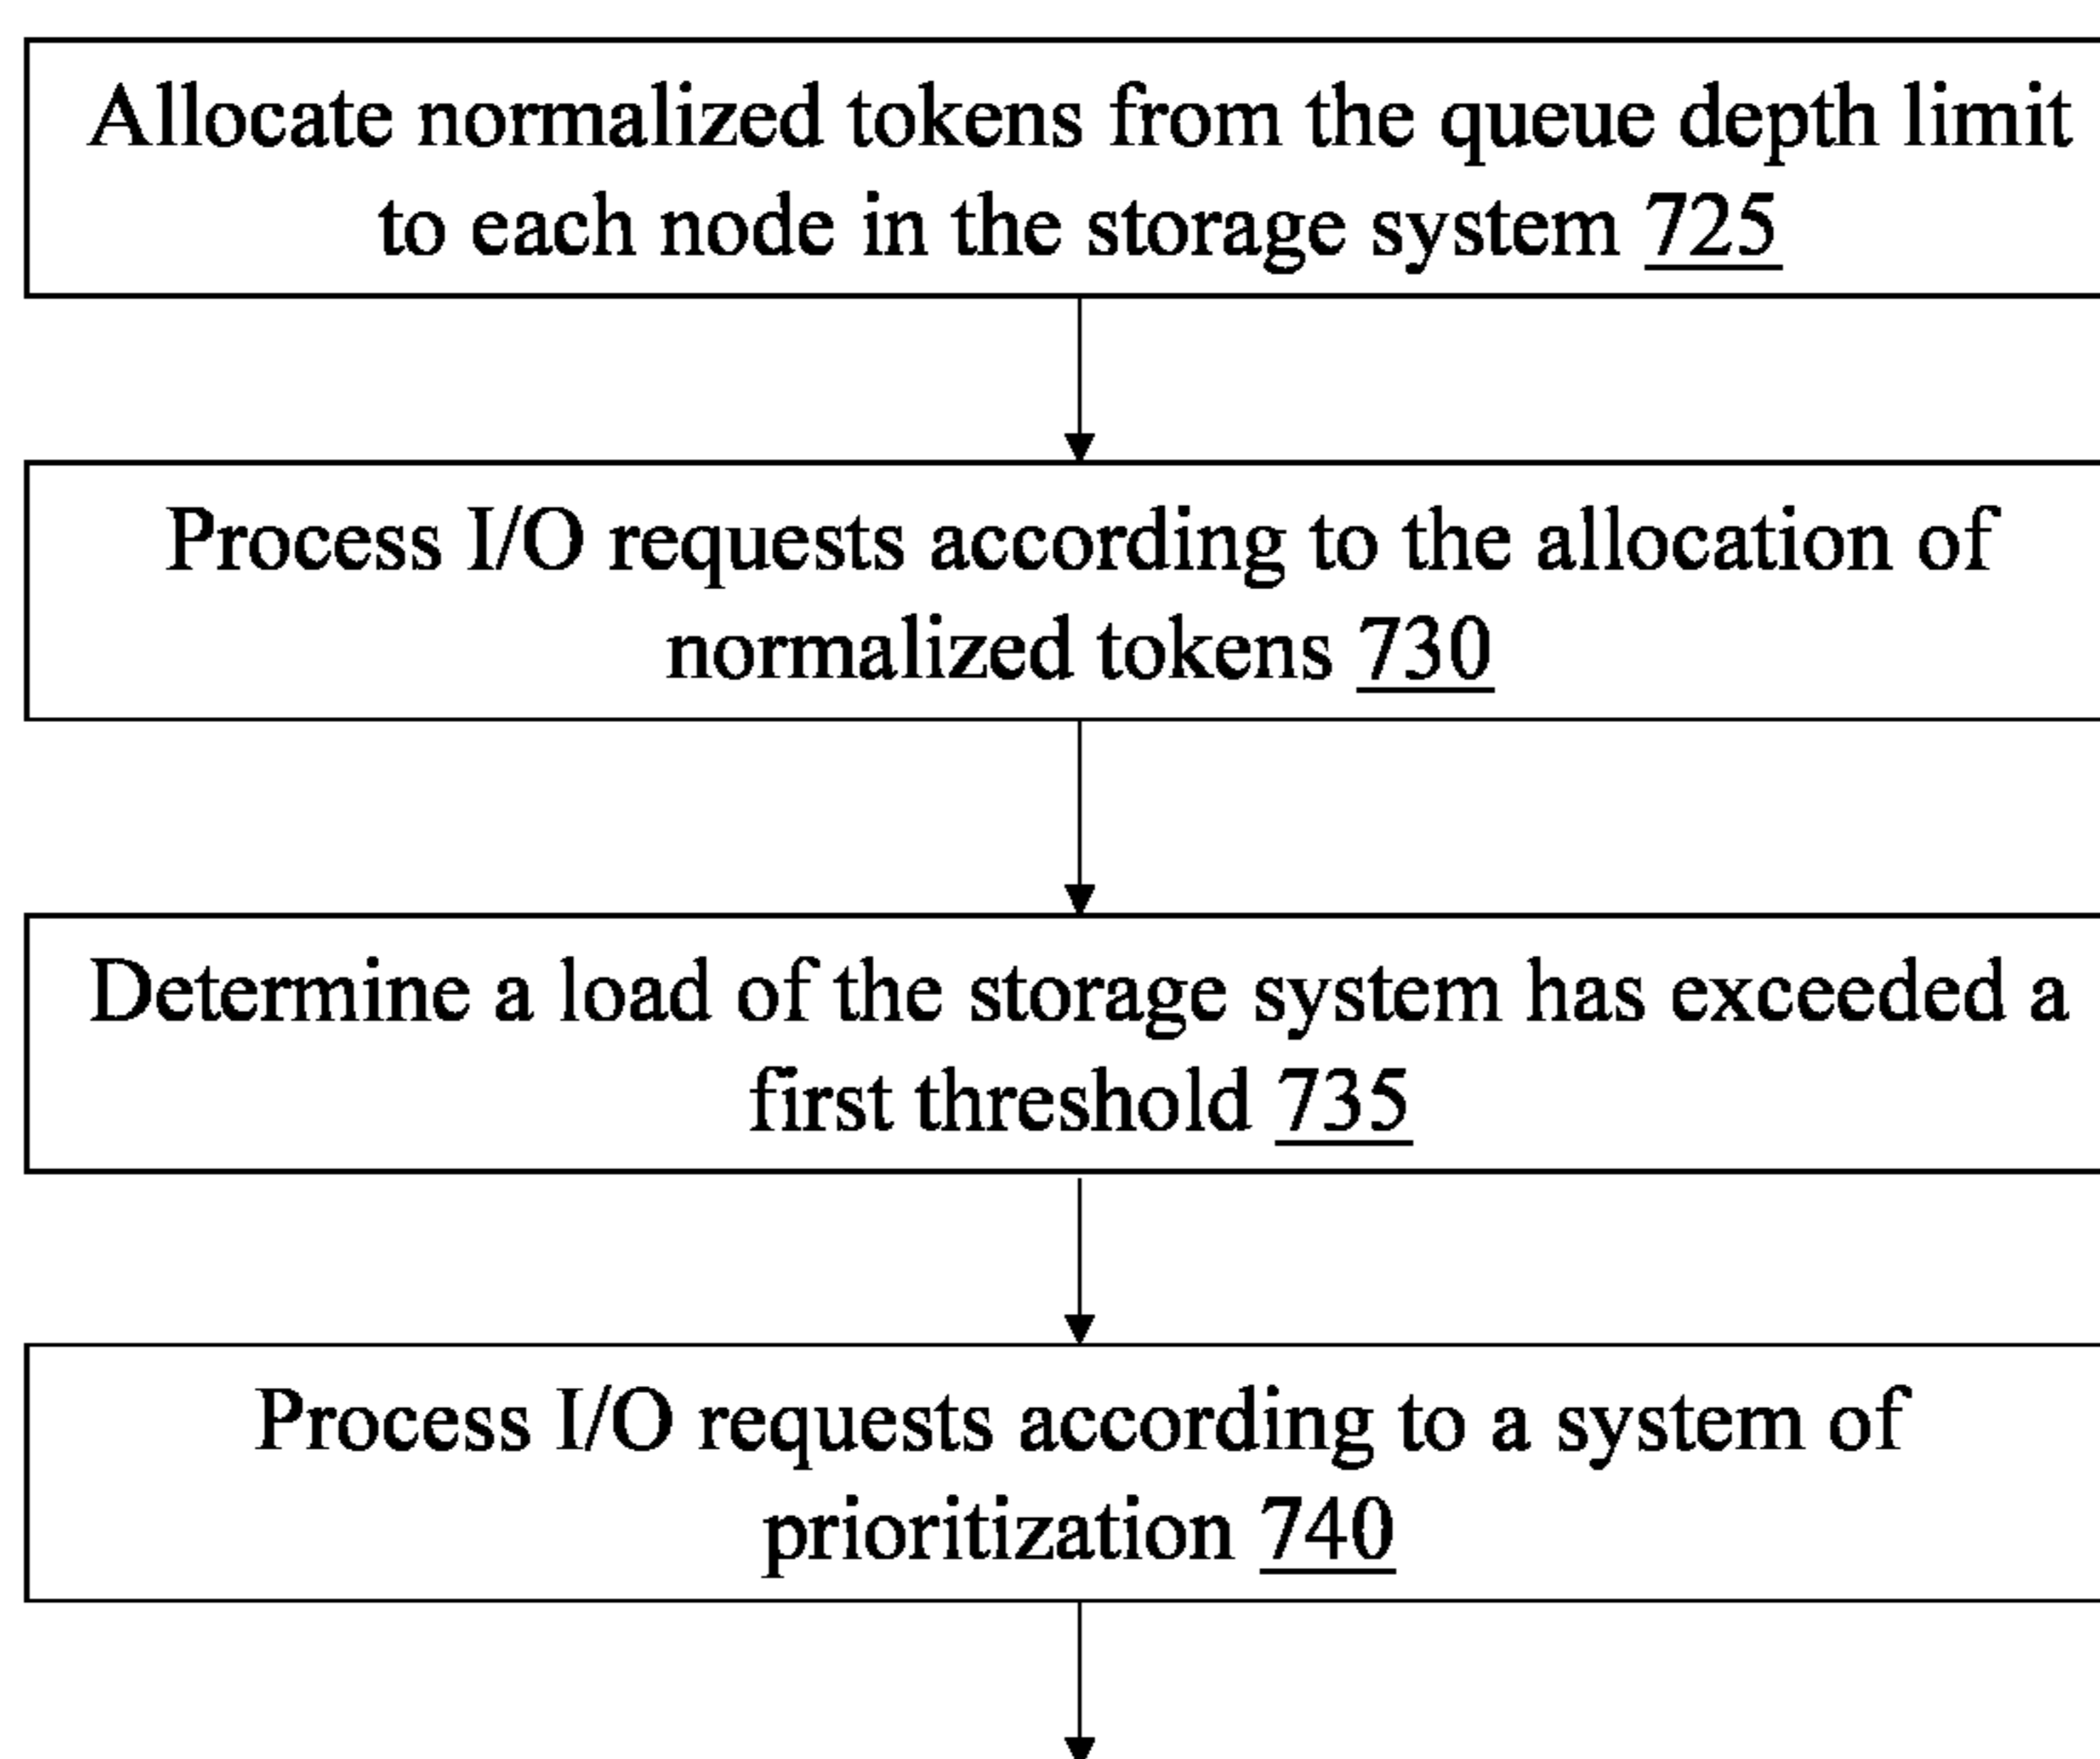 Allocate normalized tokens from the queue depth limit
to each node in the storage system 725
Process I/O requests according to the allocation of
normalized tokens 730
Determine a load of the storage system has exceeded a
first threshold 735
Process I/O requests according to a system of
prioritization 740